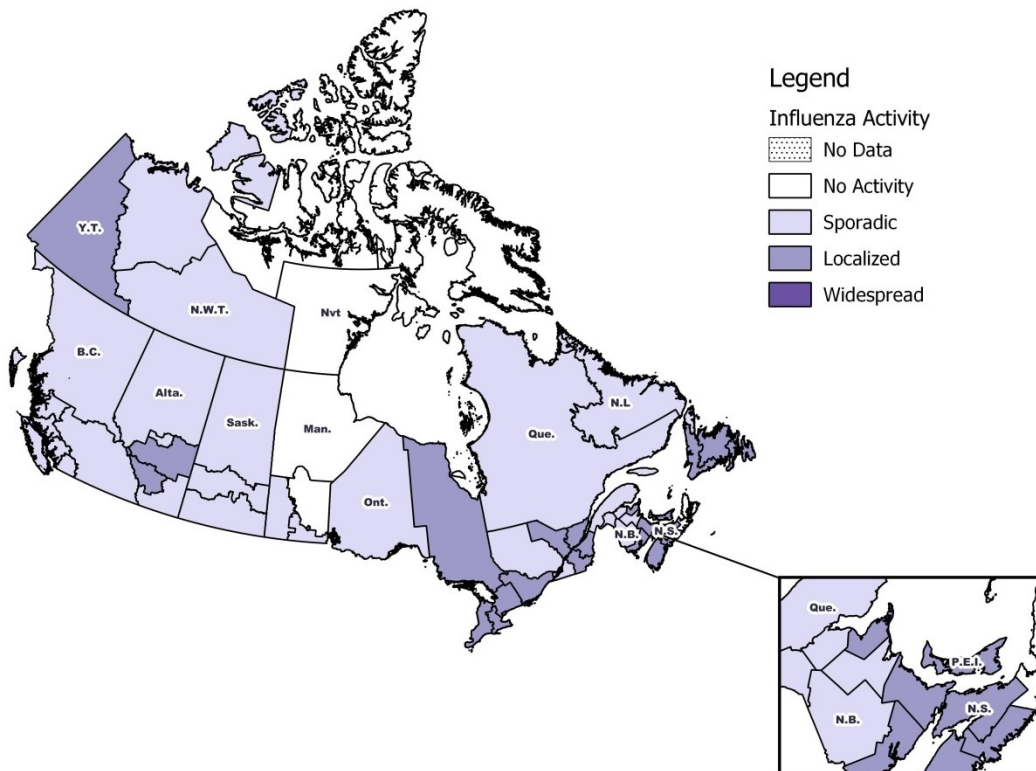 Legend
Influenza Activity
No Data
No Activity
Sporadic
Localized
Widespread
Y.T.
N.W.T.
Nvt
B.C.
Alta.
Sask.
Man.
Ont.
Que.
N.L
N.B.
N.S.
Que.
P.E.I.
N.S.
N.B.